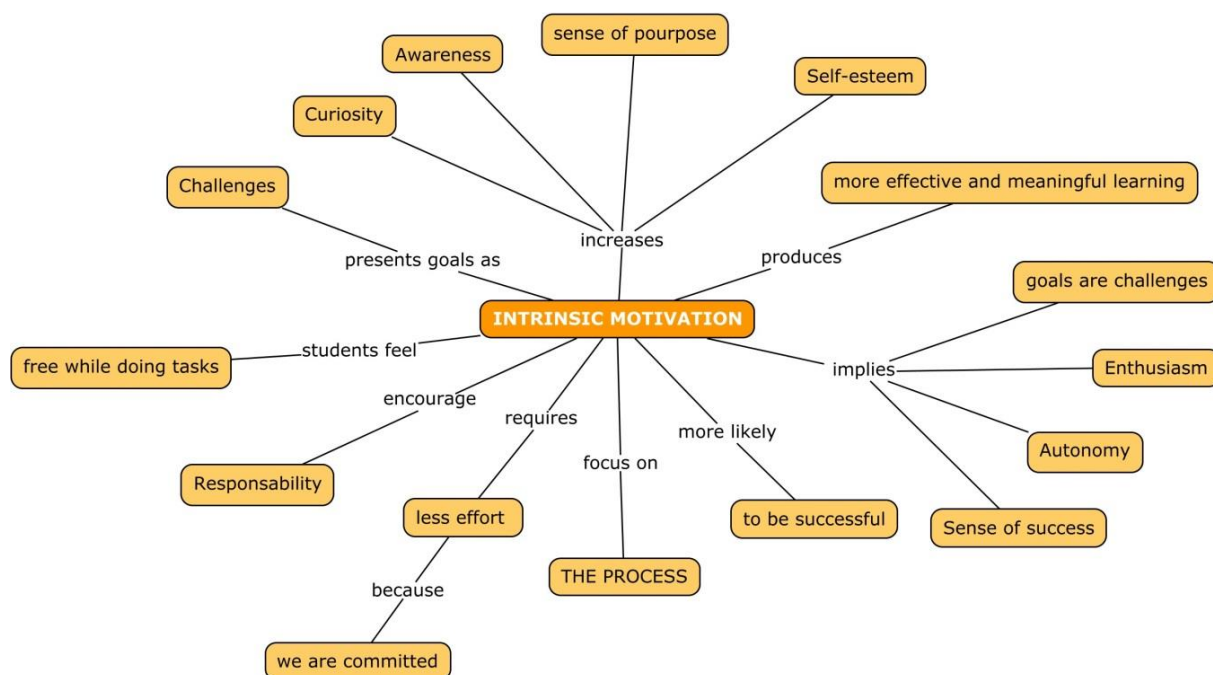 sense of pourpose
Awareness
Self-esteem
Curiosity
Challenges
more effective and meaningful learning
increases
presents goals as
produces
goals are challenges
INTRINSIC MOTIVATION
students feel
free while doing tasks
implies
Enthusiasm
encourage
requires
more likely
Autonomy
focus on
Responsability
less effort
to be successful
Sense of success
THE PROCESS
because
we are committed